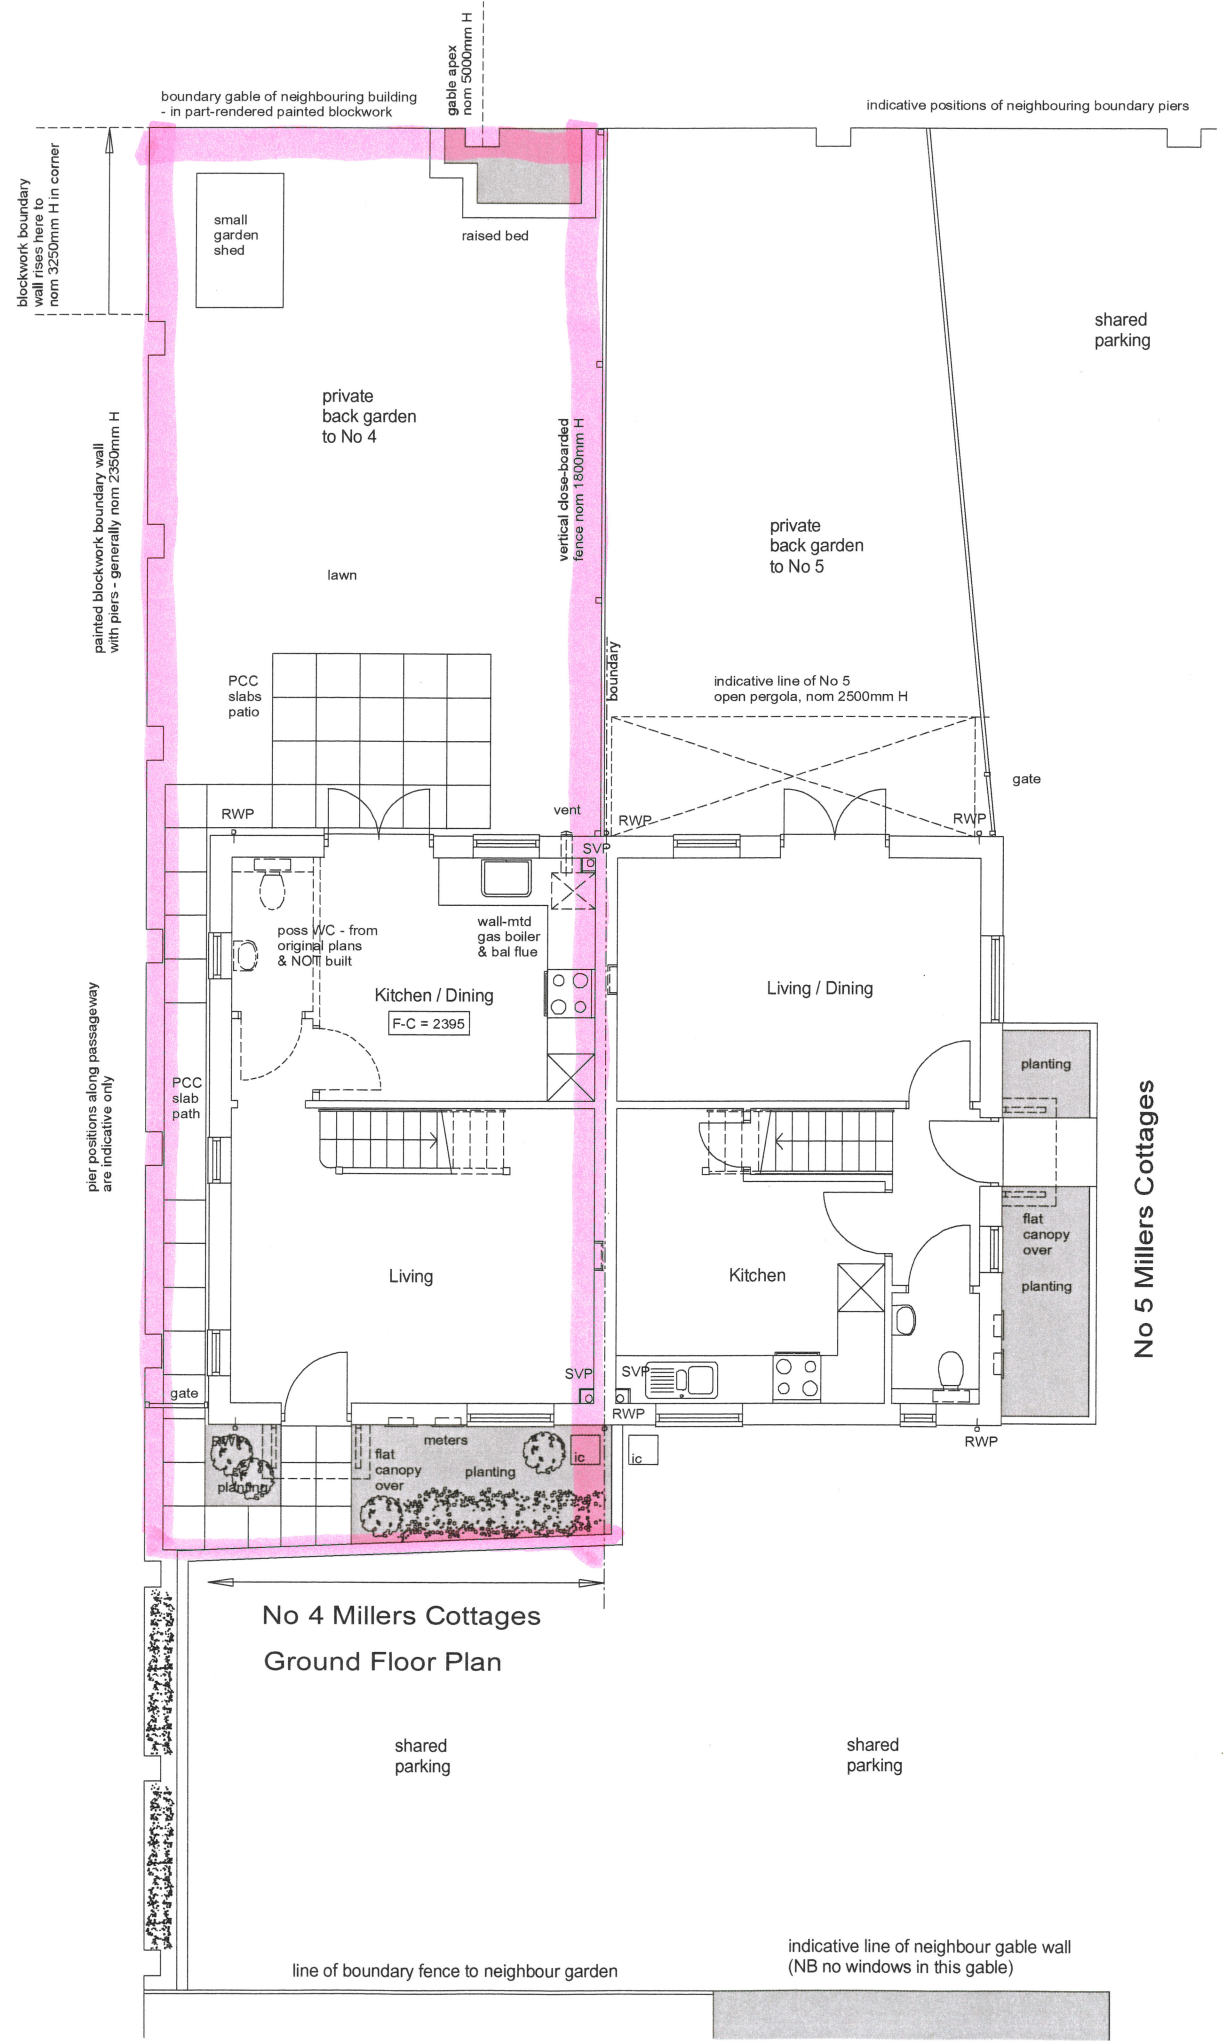 gable apex
nom 5000mm H
boundary gable of neighbouring building
- in part-rendered painted blockwork
indicative positions of neighbouring boundary piers
blockwork boundary
wall rises here to
nom 3250mm H in corner
small
garden
shed
raised bed
shared
parking
private
back garden
to No 4
vertical close-boarded
fence nom 1800mm H
painted blockwork boundary wall
with piers - generally nom 2350mm H
private
back garden
to No 5
lawn
boundary
PCC
slabs
patio
indicative line of No 5
open pergola, nom 2500mm H
gate
RWP
vent
RWP
RWP
SVP
poss WC - from
original plans
& NOT built
wall-mtd
gas boiler
& bal flue
Kitchen / Dining
F-C = 2395
Living / Dining
pier positions along passageway
are indicative only
PCC
slab
path
planting
No 5 Millers Cottages
flat
canopy
over
planting
Living
Kitchen
SVP
SVP
gate
RWP
RWP
RWP
meters
flat
canopy
over
planting
planting
ic
ic
No 4 Millers Cottages
Ground Floor Plan
shared
parking
shared
parking
indicative line of neighbour gable wall
(NB no windows in this gable)
line of boundary fence to neighbour garden